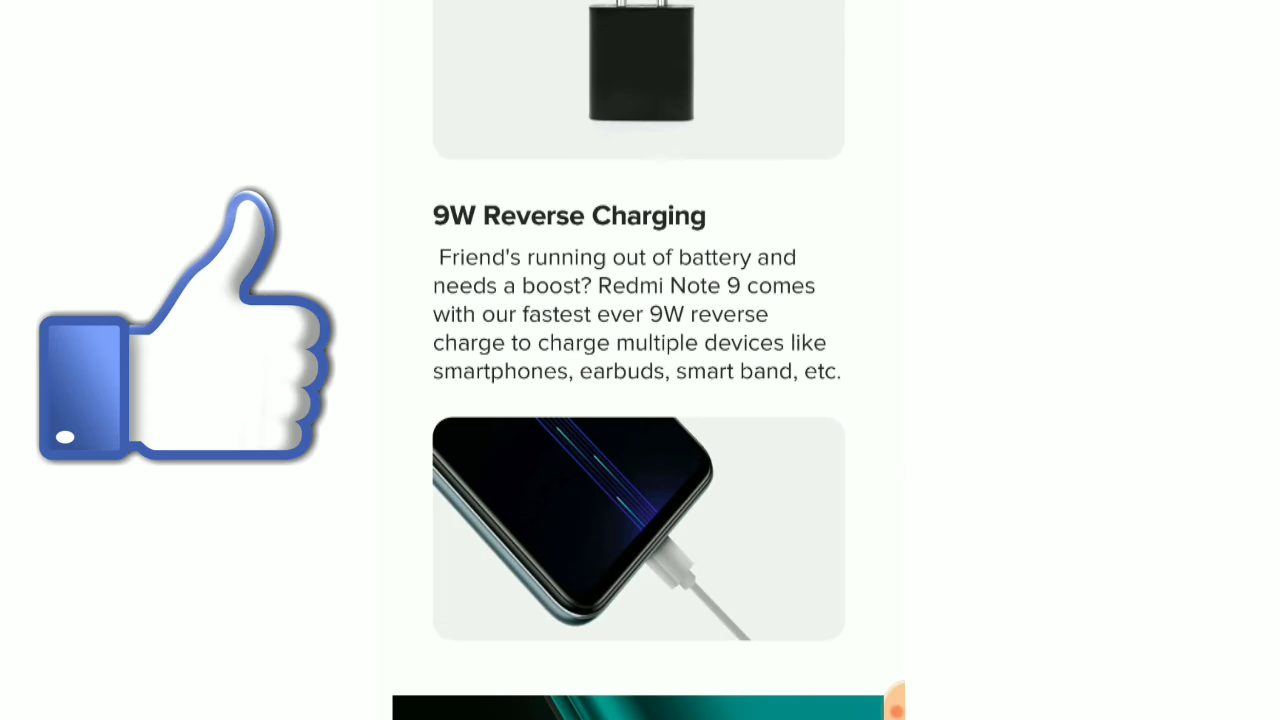 9W Reverse Charging
Friend's running out of battery and
needs a boost? Redmi Note 9 comes
with our fastest ever 9W reverse
charge to charge multiple devices like
smartphones, earbuds, smart band, etc.